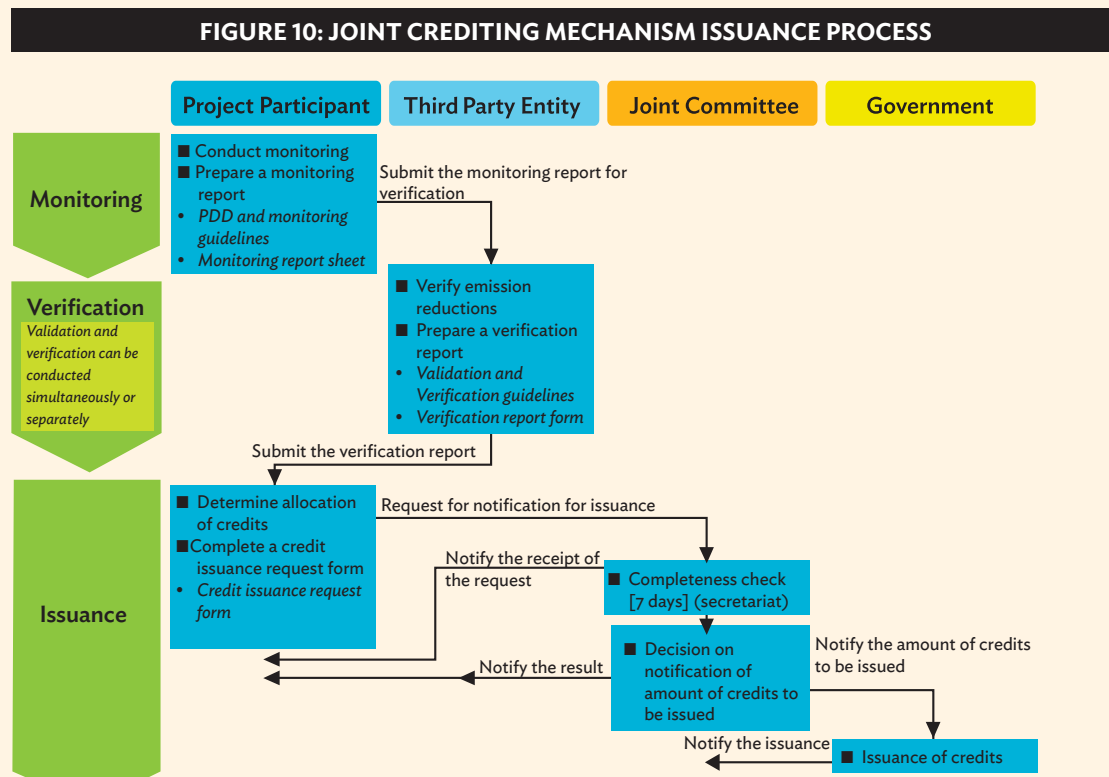 FIGURE 10: JOINT CREDITING MECHANISM ISSUANCE PROCESS
Project Participant
Third Party Entity
Joint Committee
Government
Monitoring
■ Conduct monitoring
■ Prepare a monitoring
report
• PDD and monitoring
guidelines
• Monitoring report sheet
Submit the monitoring report for
verification
Verification
Validation and
verification can be
conducted
simultaneously or
separately
■ Verify emission
reductions
■ Prepare a verification
report
• Validation and
Verification guidelines
• Verification report form
Submit the verification report
Issuance
■ Determine allocation
of credits
■Complete a credit
issuance request form
• Credit issuance request
form
Request for notification for issuance
Notify the receipt of
the request
■ Completeness check
[7 days] (secretariat)
■ Decision on
notification of
amount of credits to
be issued
Notify the result
Notify the amount of credits
to be issued
Notify the issuance
■ Issuance of credits